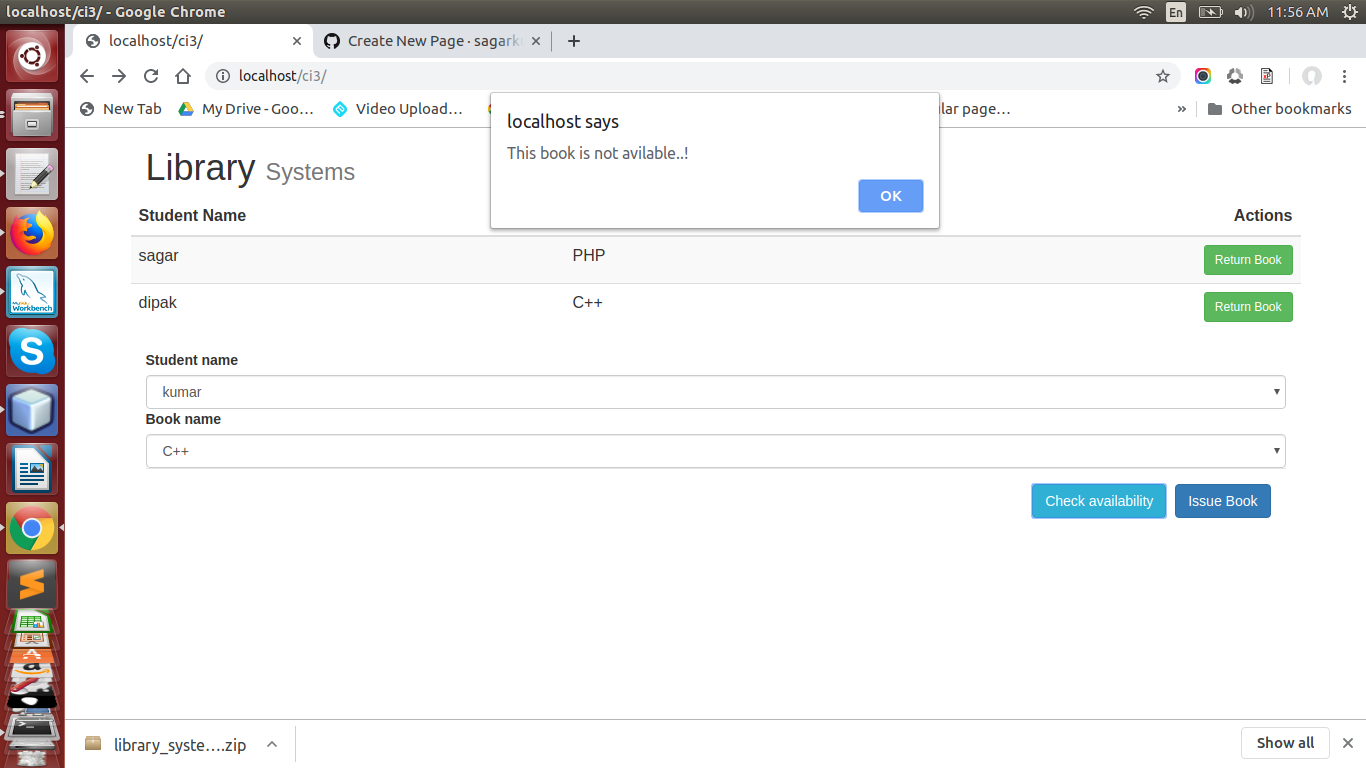 localhost/ci3/ - Google Chrome
En
11:56 AM
localhost/ci3/
Create New Page · sagark
localhost/ci3/
New Tab
My Drive - Goo…
Video Upload…
lar page…
»
Other bookmarks
localhost says
This book is not avilable..!
OK
Library Systems
Student Name
Actions
sagar PHP Return Book
dipak C++ Return Book
Student name
kumar
Book name
C++
Check availability
Issue Book
MySQL
Workbench
library_syste….zip
Show all